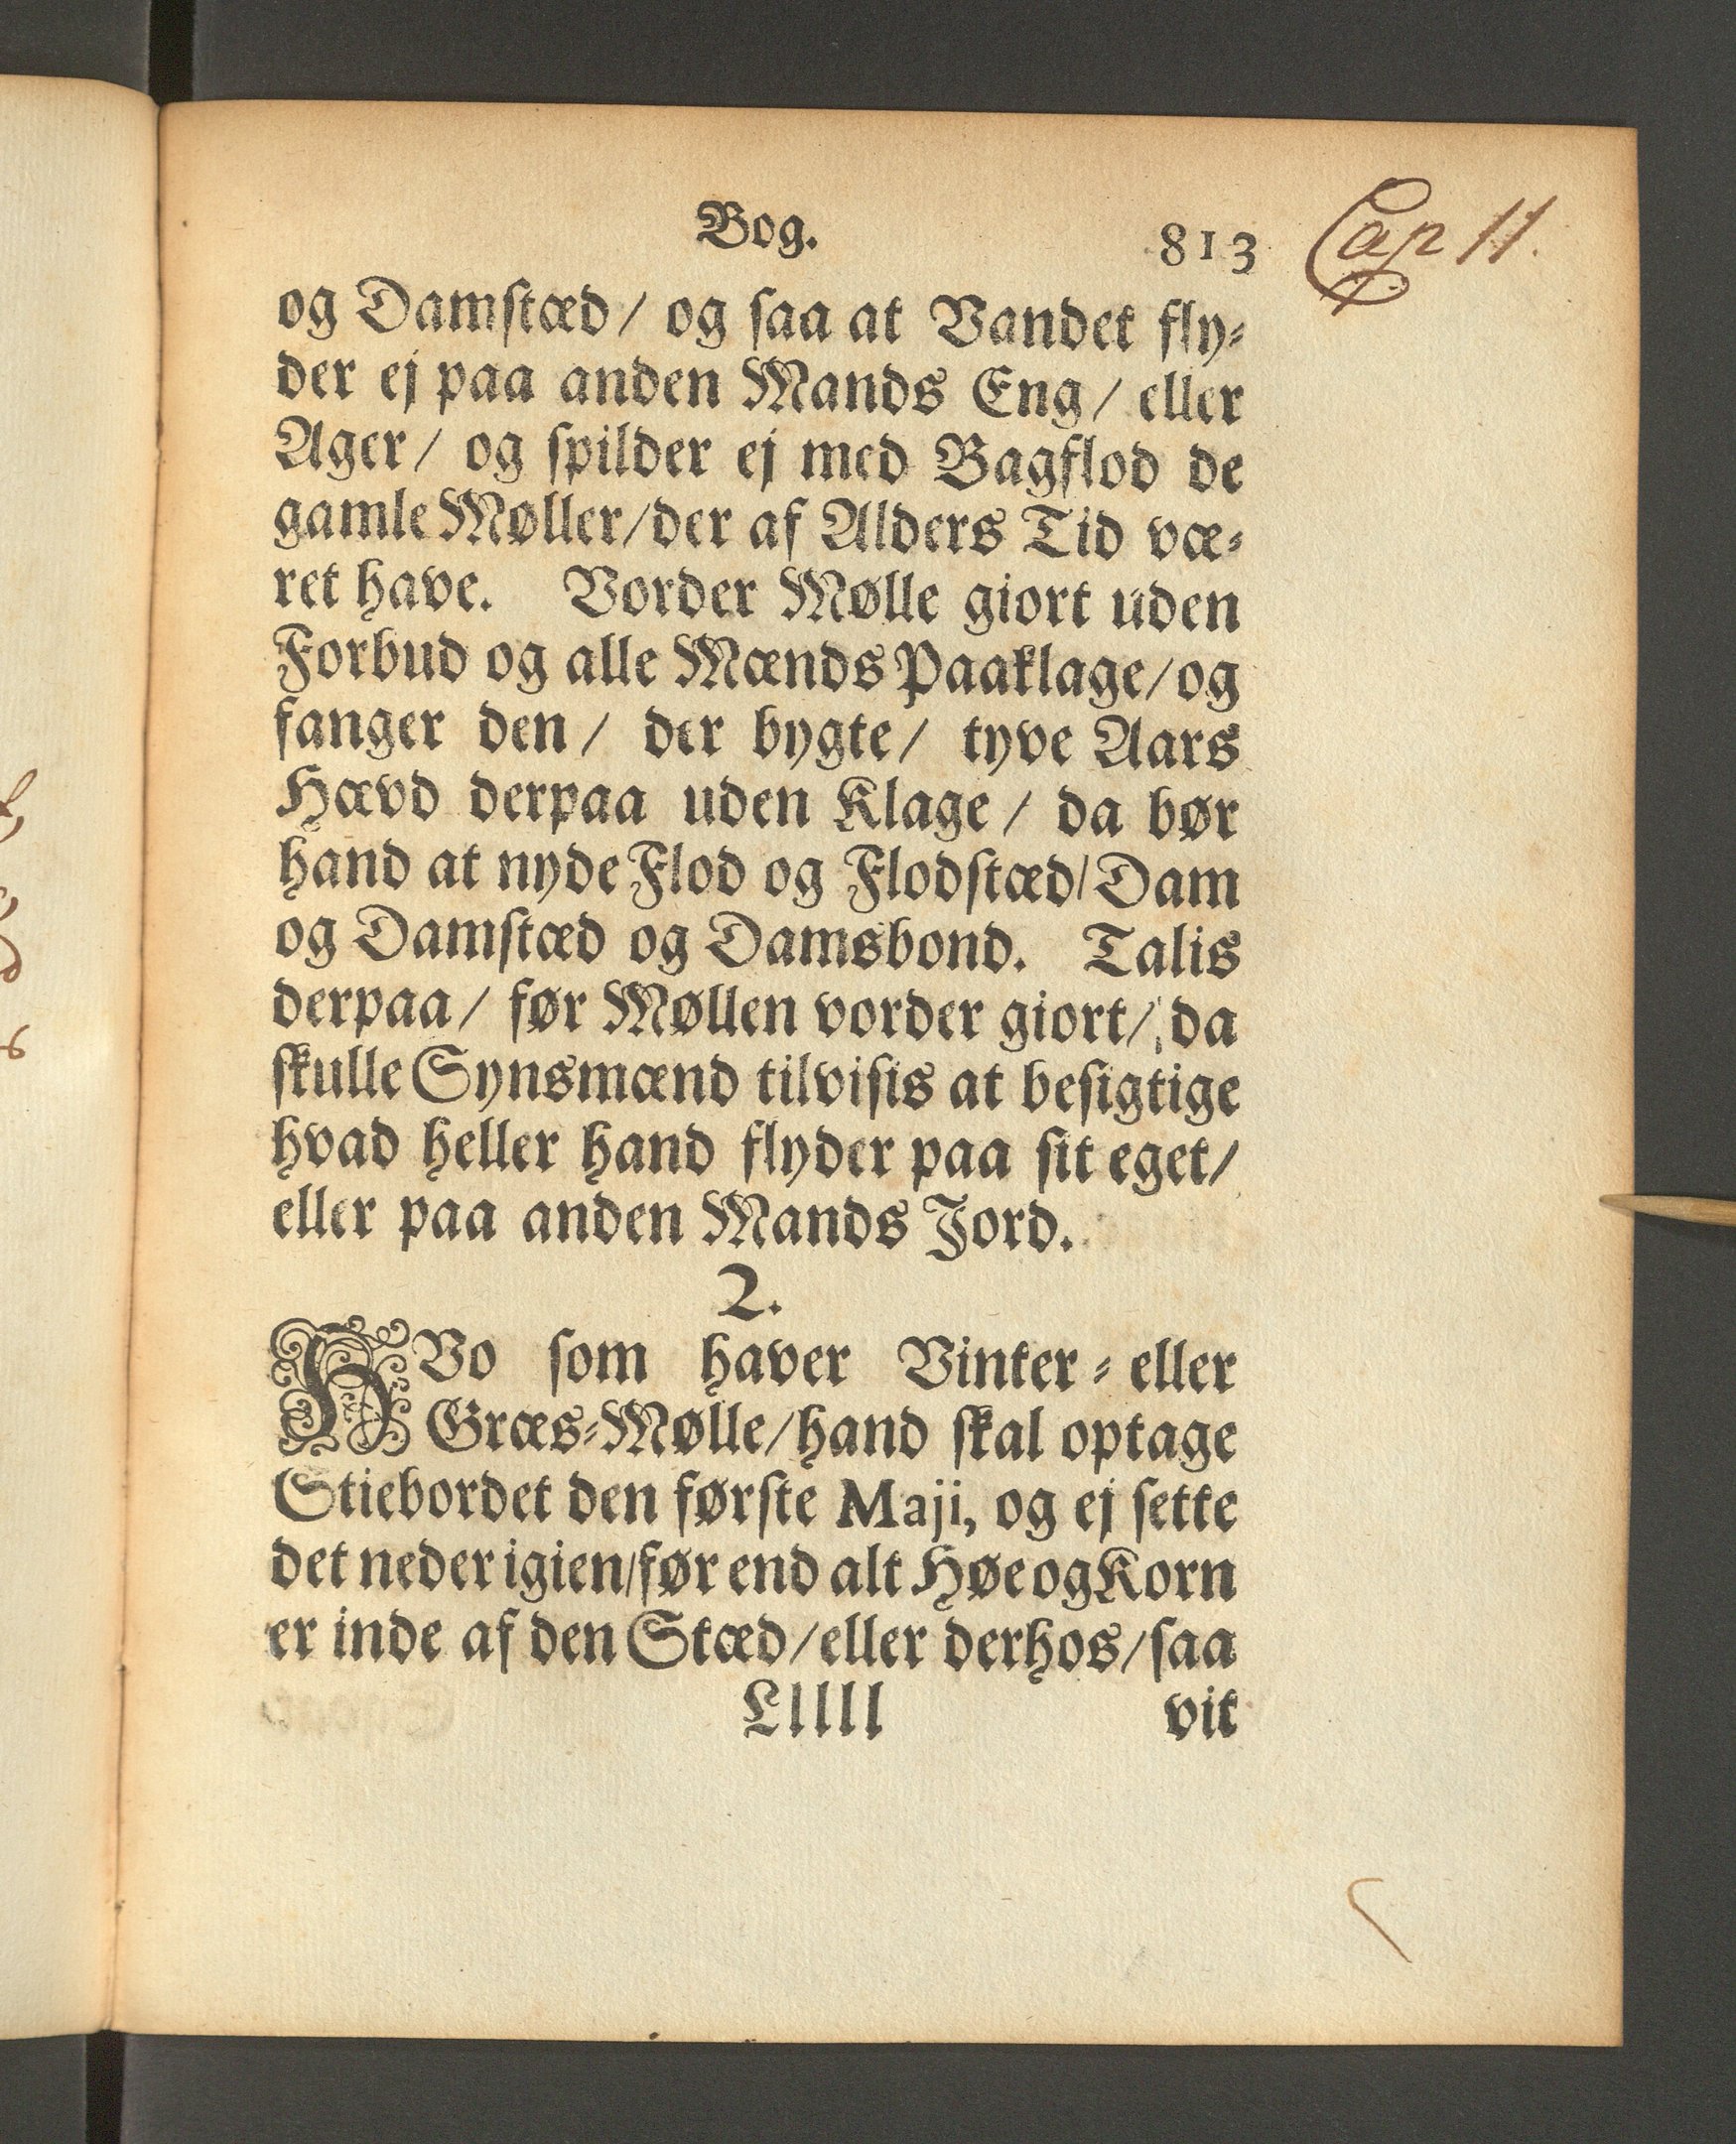 Bog. 813 Cap 11.
og Damstæd/ og saa at Vandet fly-
der ej paa anden Mands Eng/ eller
Ager/ og spilder ej med Bagflod de
gamle Møller/ der af Alders Tid væ-
ret have. Vorder Mølle giort uden
Forbud og alle Mænds Paaklage/ og
fanger den/ der bygte/ tyve Aars
Hævd derpaa uden Klage/ da bør
hand at nyde Flod og Flodstæd/ Dam
og Damstæd og Damsbond. Talis
derpaa/ før Møllen vorder giort/ da
skulle Synsmænd tilvisis at besigtige
hvad heller hand flyder paa sit eget/
eller paa anden Mands Jord.
2.
HVo som haver Vinter- eller
Græs-Mølle/ hand skal optage
Stiebordet den første Maji, og ej sette
det neder igien/ før end alt Høe og Korn
er inde af den Stæd/ eller derhos/ saa
Lllll vit